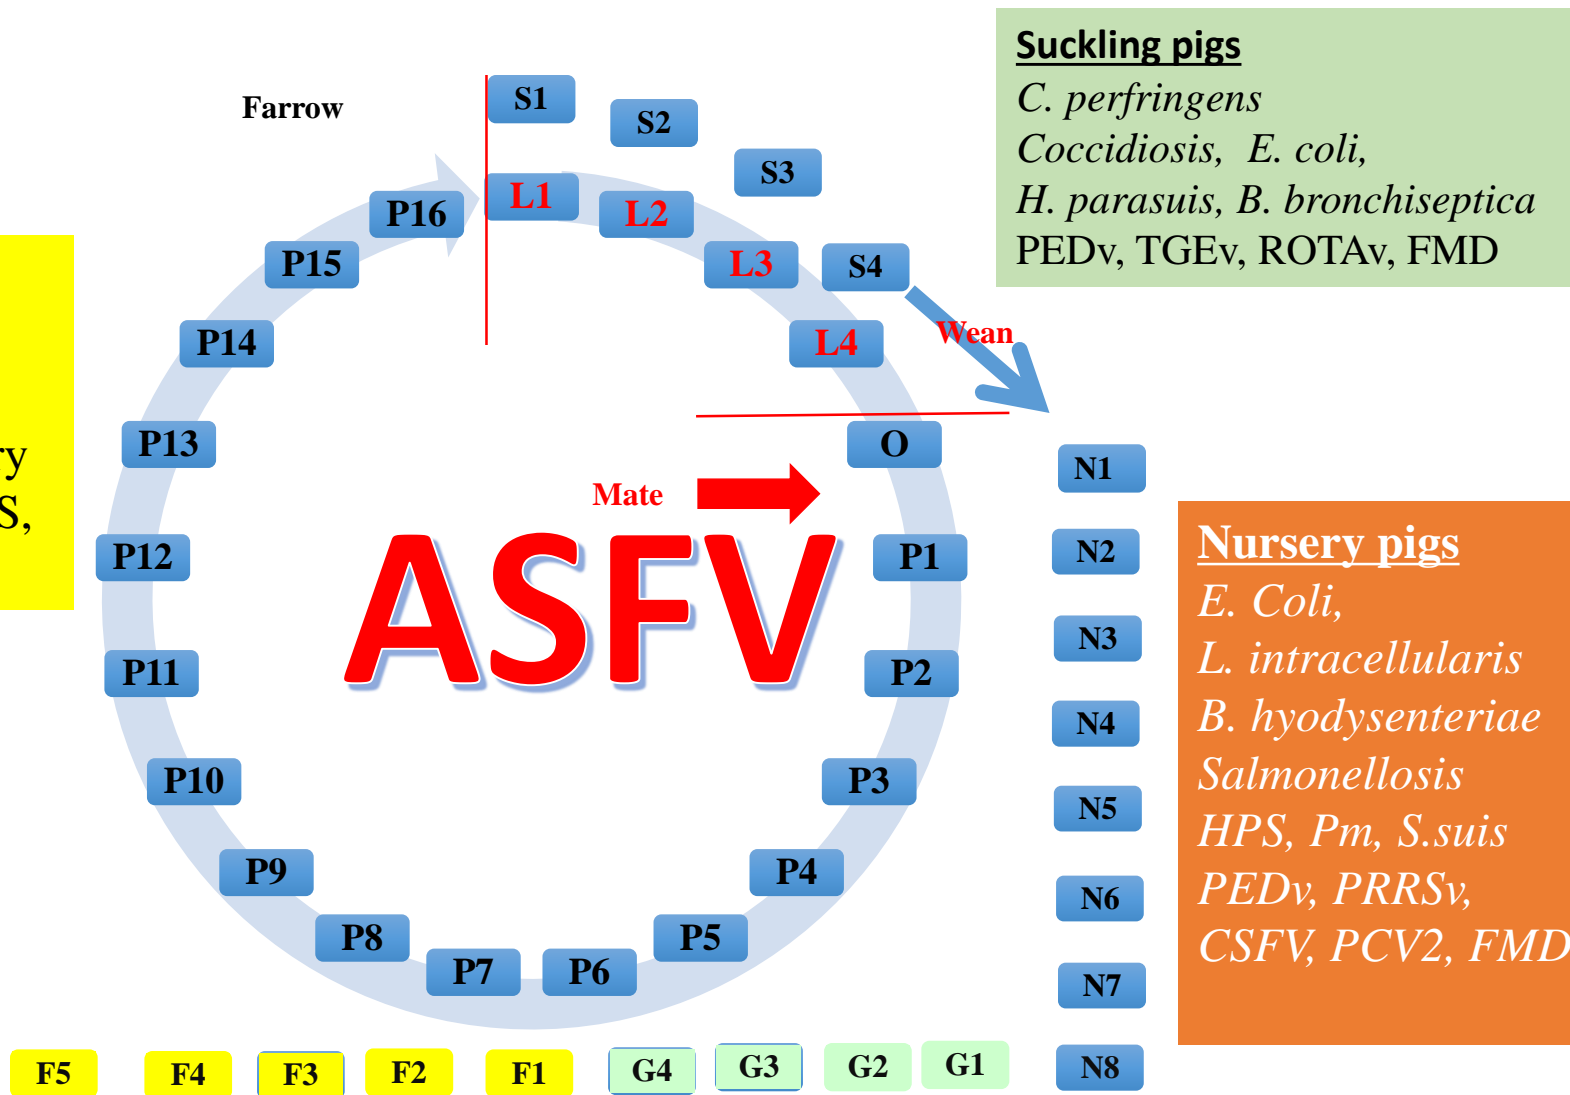 Suckling pigs
C. perfringens
Coccidiosis, E. coli,
H. parasuis, B. bronchiseptica
PEDv, TGEv, ROTAv, FMD
Farrow
S1
S2
S3
S4
L1
L2
L3
L4
Wean
P16
P15
P14
P13
P12
P11
P10
P9
P8
P7
P6
P5
P4
P3
P2
P1
O
Mate
ASFV
ry
S,
N1
N2
N3
N4
N5
N6
N7
N8
Nursery pigs
E. Coli,
L. intracellularis
B. hyodysenteriae
Salmonellosis
HPS, Pm, S.suis
PEDv, PRRSv,
CSFV, PCV2, FMD
F5 F4 F3 F2 F1 G4 G3 G2 G1